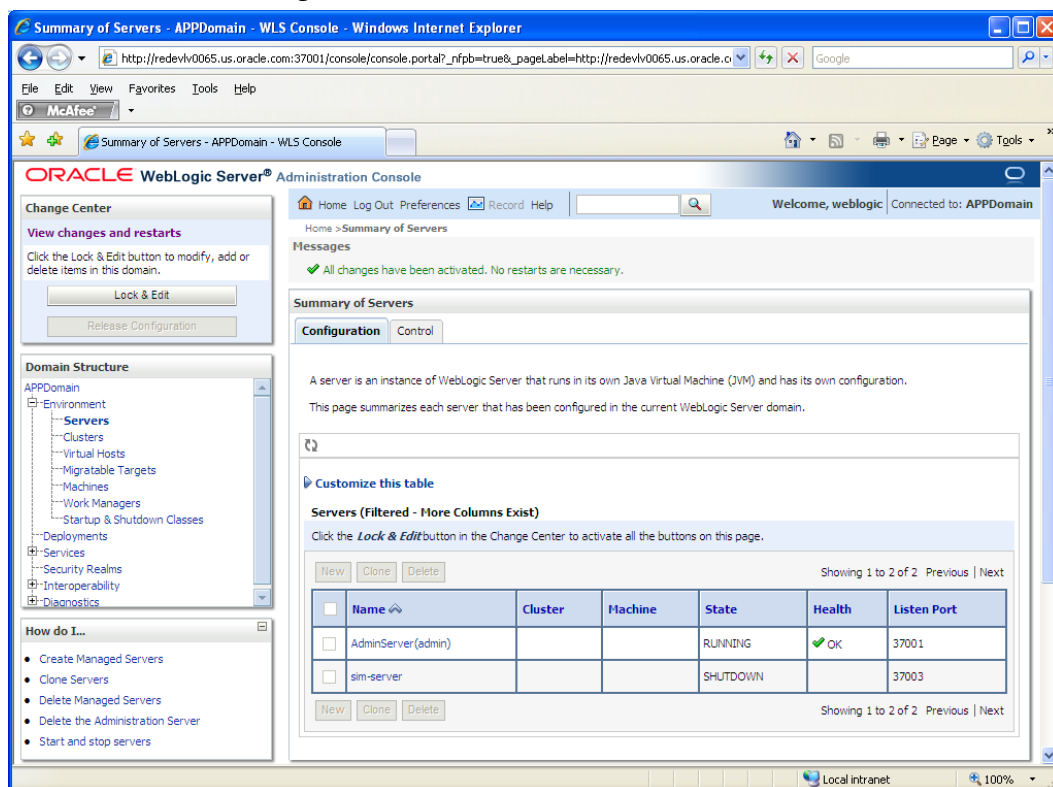 Summary of Servers - APPDomain - WLS Console - Windows Internet Explorer
http://redevlv0065.us.oracle.com:37001/console/console.portal?_nfpb=true&_pageLabel=http://redevlv0065.us.oracle.co
Google
File Edit View Favorites Tools Help
McAfee
Summary of Servers - APPDomain - WLS Console
Page Tools
ORACLE WebLogic Server® Administration Console
Change Center
View changes and restarts
Click the Lock & Edit button to modify, add or
delete items in this domain.
Lock & Edit
Release Configuration
Domain Structure
APPDomain
Environment
Servers
Clusters
Virtual Hosts
Migratable Targets
Machines
Work Managers
Startup & Shutdown Classes
Deployments
Services
Security Realms
Interoperability
Diagnostics
How do I...
Create Managed Servers
Clone Servers
Delete Managed Servers
Delete the Administration Server
Start and stop servers
Home Log Out Preferences Record Help
Welcome, weblogic Connected to: APPDomain
Home >Summary of Servers
Messages
All changes have been activated. No restarts are necessary.
Summary of Servers
Configuration Control
A server is an instance of WebLogic Server that runs in its own Java Virtual Machine (JVM) and has its own configuration.
This page summarizes each server that has been configured in the current WebLogic Server domain.
Customize this table
Servers (Filtered - More Columns Exist)
Click the Lock & Edit button in the Change Center to activate all the buttons on this page.
New Clone Delete Showing 1 to 2 of 2 Previous | Next
Name Cluster Machine State Health Listen Port
AdminServer(admin) RUNNING OK 37001
sim-server SHUTDOWN 37003
New Clone Delete Showing 1 to 2 of 2 Previous | Next
Local intranet 100%